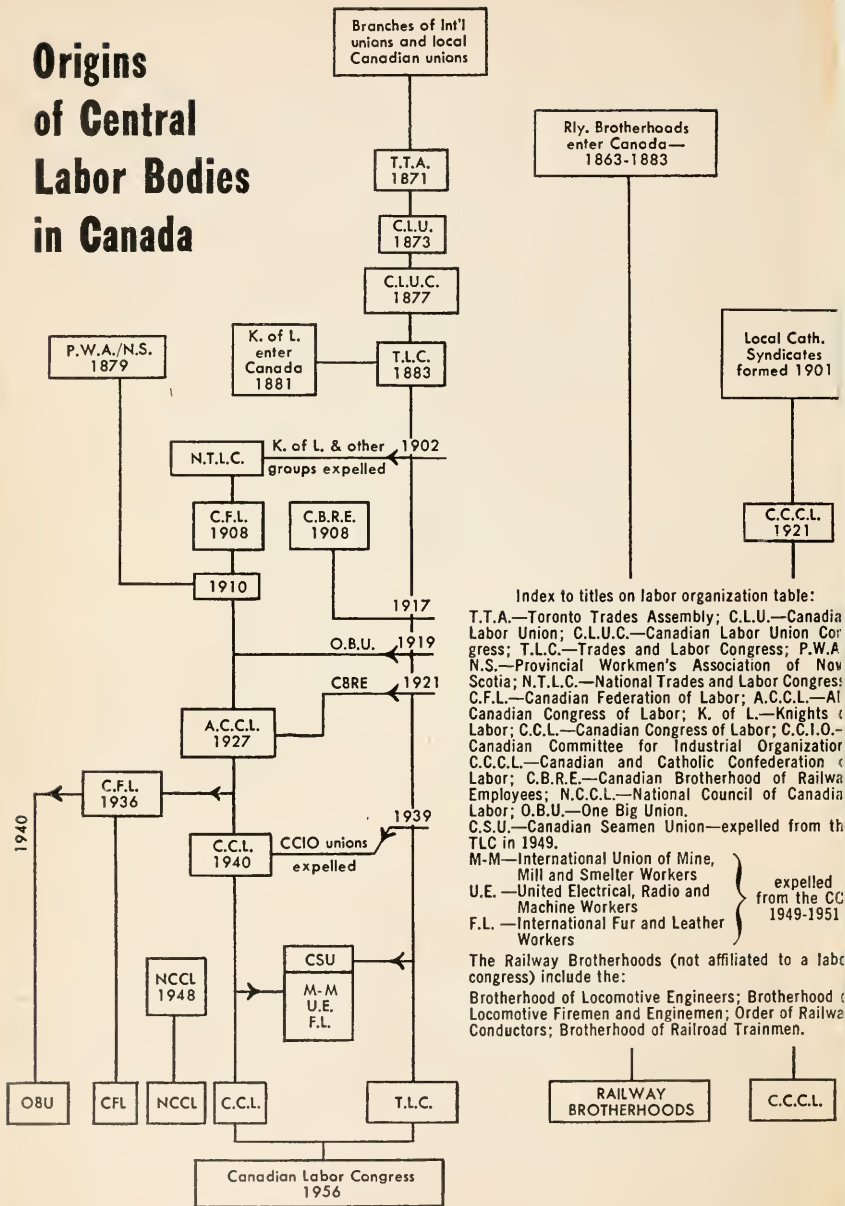 Origins
of Central
Labor Bodies
in Canada
Branches of Int'l
unions and local
Canadian unions
Rly. Brotherhoods
enter Canada—
1863-1883
T.T.A.
1871
C.L.U.
1873
C.L.U.C.
1877
P.W.A./N.S.
1879
K. of L.
enter
Canada
1881
T.L.C.
1883
Local Cath.
Syndicates
formed 1901
N.T.L.C.
K. of L. & other
groups expelled
1902
C.F.L.
1908
C.B.R.E.
1908
C.C.C.L.
1921
1910
1917
O.B.U.
1919
CBRE
1921
A.C.C.L.
1927
C.F.L.
1936
1940
1939
C.C.L.
1940
CCIO unions
expelled
NCCL
1948
CSU
M-M
U.E.
F.L.
Index to titles on labor organization table:
T.T.A.—Toronto Trades Assembly; C.L.U.—Canadia
Labor Union; C.L.U.C.—Canadian Labor Union Con
gress; T.L.C.—Trades and Labor Congress; P.W.A
N.S.—Provincial Workmen's Association of Nov
Scotia; N.T.L.C.—National Trades and Labor Congress
C.F.L.—Canadian Federation of Labor; A.C.C.L.—Al
Canadian Congress of Labor; K. of L.—Knights
Labor; C.C.L.—Canadian Congress of Labor; C.C.I.O.-
Canadian Committee for Industrial Organization
C.C.C.L.—Canadian and Catholic Confederation
Labor; C.B.R.E.—Canadian Brotherhood of Railwa
Employees; N.C.C.L.—National Council of Canadia
Labor; O.B.U.—One Big Union.
C.S.U.—Canadian Seamen Union—expelled from th
TLC in 1949.
M-M—International Union of Mine,
Mill and Smelter Workers
U.E. —United Electrical, Radio and
Machine Workers
F.L. —International Fur and Leather
Workers
expelled
from the CC
1949-1951
The Railway Brotherhoods (not affiliated to a labo
congress) include the:
Brotherhood of Locomotive Engineers; Brotherhood
Locomotive Firemen and Enginemen; Order of Railwa
Conductors; Brotherhood of Railroad Trainmen.
OBU
CFL
NCCL
C.C.L.
T.L.C.
RAILWAY
BROTHERHOODS
C.C.C.L.
Canadian Labor Congress
1956